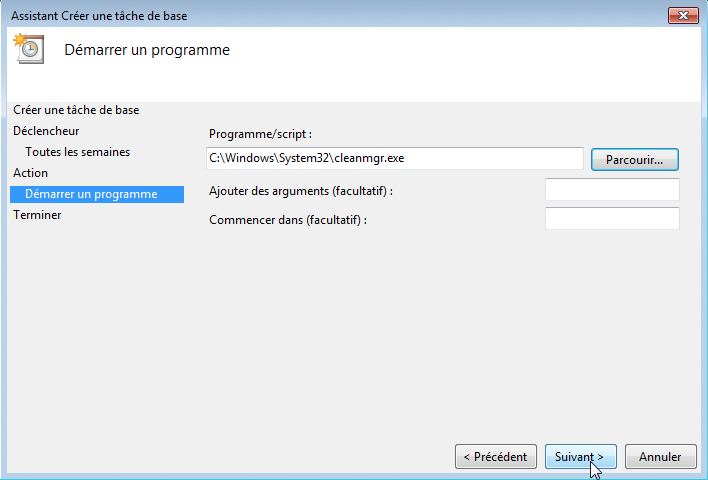 Assistant Créer une tâche de base
Démarrer un programme
Créer une tâche de base
Déclencheur
Toutes les semaines
Action
Démarrer un programme
Terminer
Programme/script :
C:\Windows\System32\cleanmgr.exe
Parcourir...
Ajouter des arguments (facultatif) :
Commencer dans (facultatif) :
< Précédent
Suivant >
Annuler